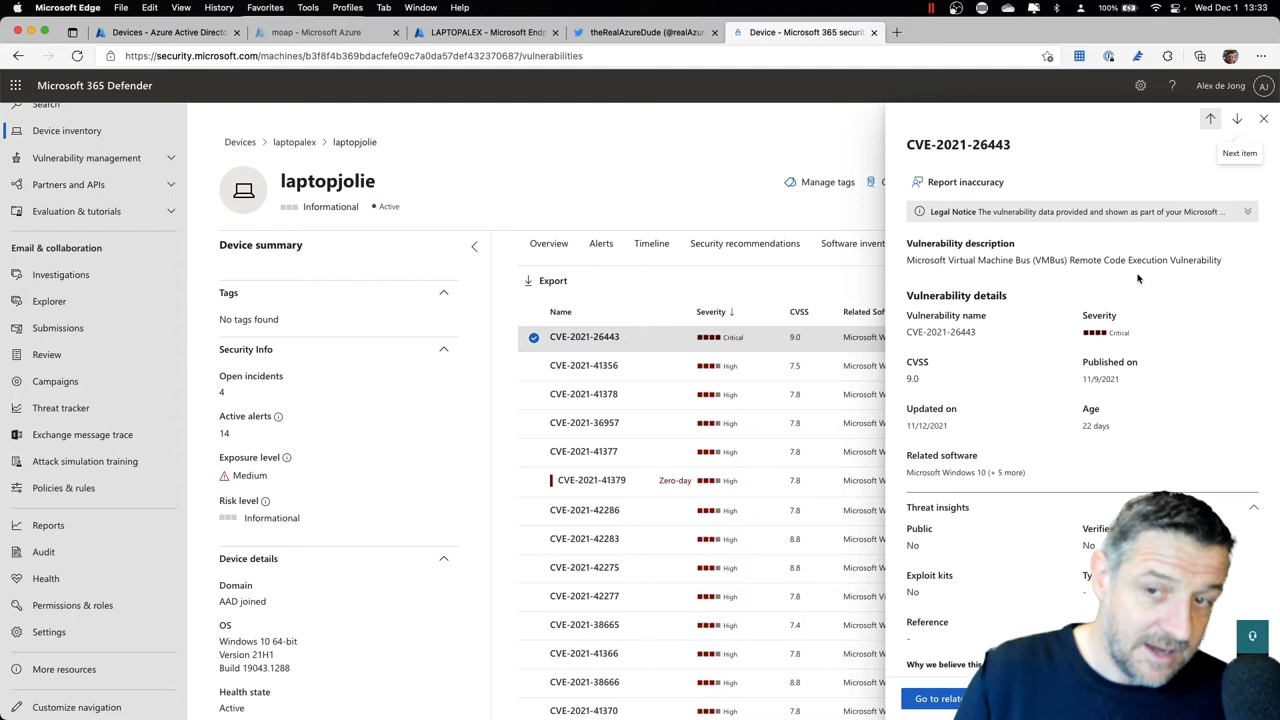 Microsoft Edge File Edit View History Favorites Tools Profiles Tab Window Help
100% Wed Dec 1 13:33
Devices - Azure Active Directo
moap - Microsoft Azure
LAPTOPALEX - Microsoft Endp
theRealAzureDude (@realAzur
Device - Microsoft 365 securit
https://security.microsoft.com/machines/b3f8f4b369bdacfefe09c7a0da57def432370687/vulnerabilities
Microsoft 365 Defender
Alex de Jong AJ
Search
Device inventory
Vulnerability management
Partners and APIs
Evaluation & tutorials
Email & collaboration
Investigations
Explorer
Submissions
Review
Campaigns
Threat tracker
Exchange message trace
Attack simulation training
Policies & rules
Reports
Audit
Health
Permissions & roles
Settings
More resources
Customize navigation
Devices > laptopalex > laptopjolie
laptopjolie
Informational Active
Manage tags
Device summary
Tags
No tags found
Security Info
Open incidents
4
Active alerts
14
Exposure level
Medium
Risk level
Informational
Device details
Domain
AAD joined
OS
Windows 10 64-bit
Version 21H1
Build 19043.1288
Health state
Active
Overview Alerts Timeline Security recommendations Software invent
Export
Name Severity CVSS Related Sof
CVE-2021-26443 Critical 9.0 Microsoft W
CVE-2021-41356 High 7.5 Microsoft W
CVE-2021-41378 High 7.8 Microsoft W
CVE-2021-36957 High 7.8 Microsoft W
CVE-2021-41377 High 7.8 Microsoft W
CVE-2021-41379 Zero-day High 7.8 Microsoft W
CVE-2021-42286 High 7.8 Microsoft W
CVE-2021-42283 High 8.8 Microsoft W
CVE-2021-42275 High 8.8 Microsoft W
CVE-2021-42277 High 7.8 Microsoft Vi
CVE-2021-38665 High 7.4 Microsoft W
CVE-2021-41366 High 7.8 Microsoft W
CVE-2021-38666 High 8.8 Microsoft W
CVE-2021-41370 High 7.8 Microsoft W
Next item
CVE-2021-26443
Report inaccuracy
Legal Notice The vulnerability data provided and shown as part of your Microsoft ...
Vulnerability description
Microsoft Virtual Machine Bus (VMBus) Remote Code Execution Vulnerability
Vulnerability details
Vulnerability name
CVE-2021-26443
Severity
Critical
CVSS
9.0
Published on
11/9/2021
Updated on
11/12/2021
Age
22 days
Related software
Microsoft Windows 10 (+ 5 more)
Threat insights
Public
No
Verifie
No
Exploit kits
No
Ty
-
Reference
-
Why we believe this
Go to relat